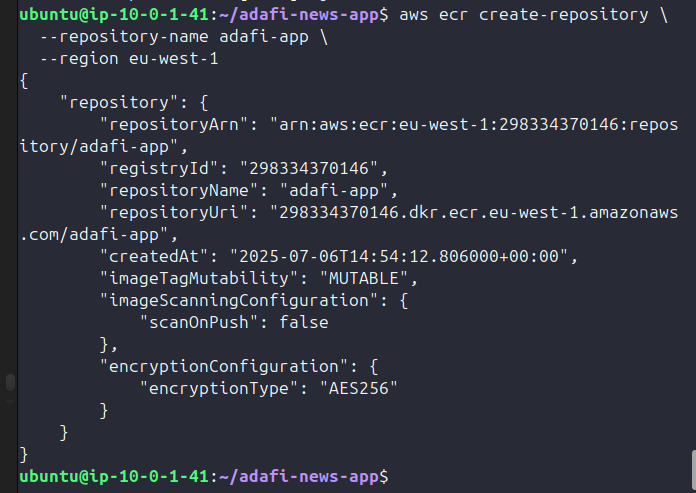 ubuntu@ip-10-0-1-41:~/adafi-news-app$ aws ecr create-repository \
  --repository-name adafi-app \
  --region eu-west-1
{
    "repository": {
        "repositoryArn": "arn:aws:ecr:eu-west-1:298334370146:repos
itory/adafi-app",
        "registryId": "298334370146",
        "repositoryName": "adafi-app",
        "repositoryUri": "298334370146.dkr.ecr.eu-west-1.amazonaws
.com/adafi-app",
        "createdAt": "2025-07-06T14:54:12.806000+00:00",
        "imageTagMutability": "MUTABLE",
        "imageScanningConfiguration": {
            "scanOnPush": false
        },
        "encryptionConfiguration": {
            "encryptionType": "AES256"
        }
    }
}
ubuntu@ip-10-0-1-41:~/adafi-news-app$